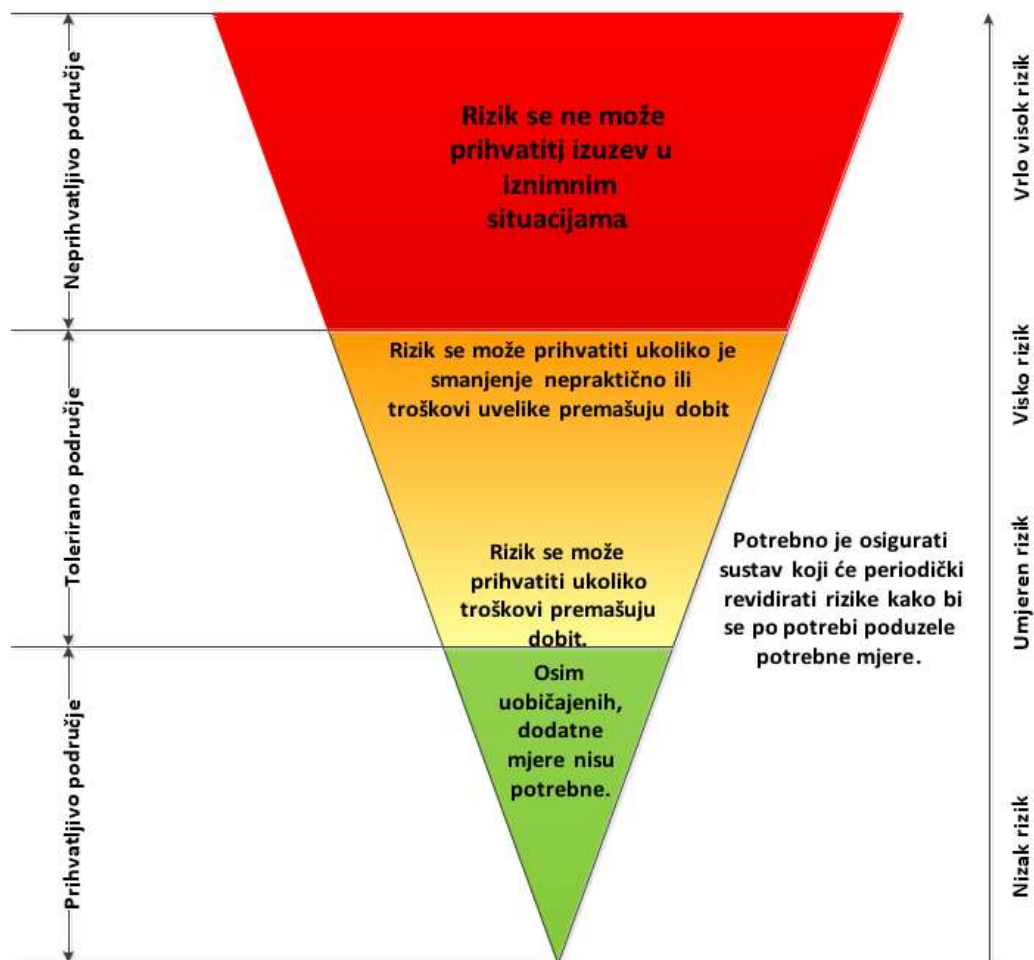 Neprihvatljivo područje
Tolerirano područje
Prihvatljivo područje
Rizik se ne može
prihvatitj izuzev u
iznimnim
situacijama
Rizik se može prihvatiti ukoliko je
smanjenje nepraktično ili
troškovi uvelike premašuju dobit
Rizik se može
prihvatiti ukoliko
troškovi premašuju
dobit.
Osim
uobičajenih,
dodatne
mjere nisu
potrebne.
Potrebno je osigurati
sustav koji će periodički
revidirati rizike kako bi
se po potrebi poduzele
potrebne mjere.
Vrlo visok rizik
Visko rizik
Umjeren rizik
Nizak rizik